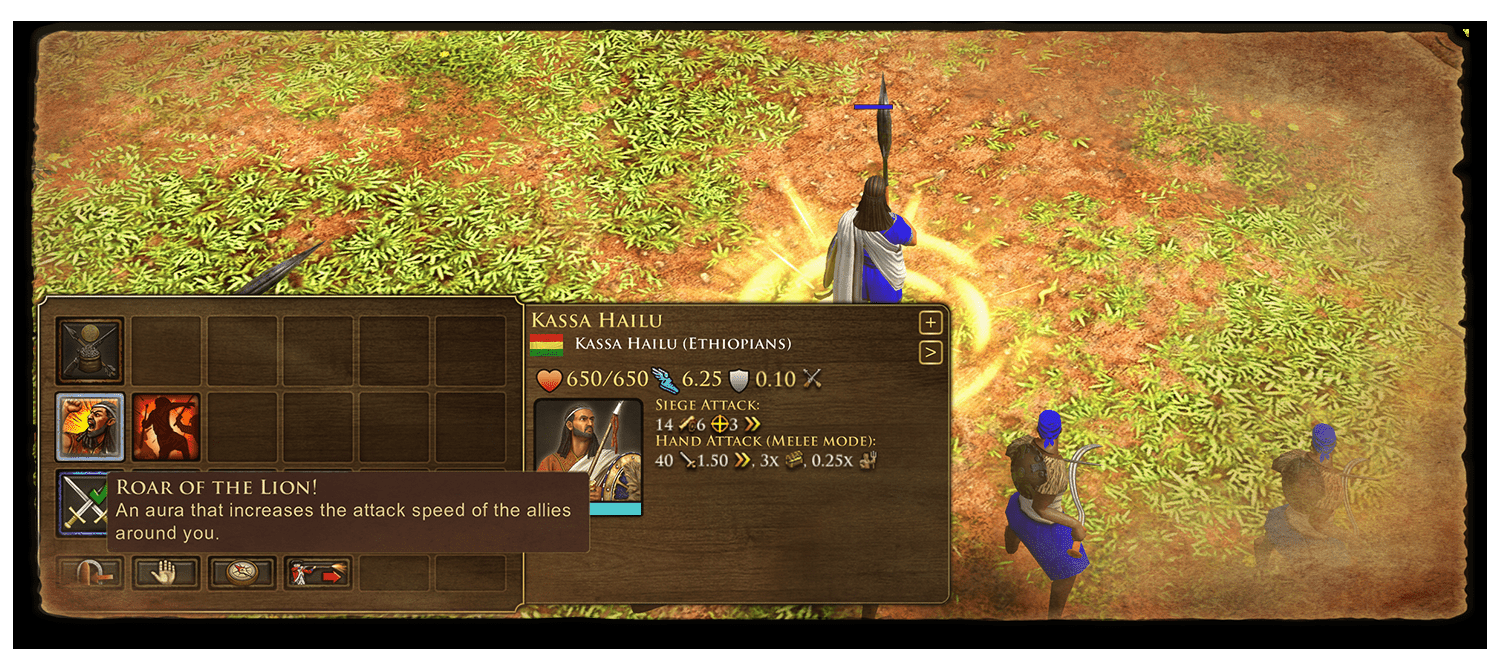 KASSA HAILU
KASSA HAILU (ETHIOPIANS)
650/650 6.25 0.10
SIEGE ATTACK:
14 6 3
HAND ATTACK (MELEE MODE):
40 1.50 , 3x , 0.25x
ROAR OF THE LION!
An aura that increases the attack speed of the allies
around you.